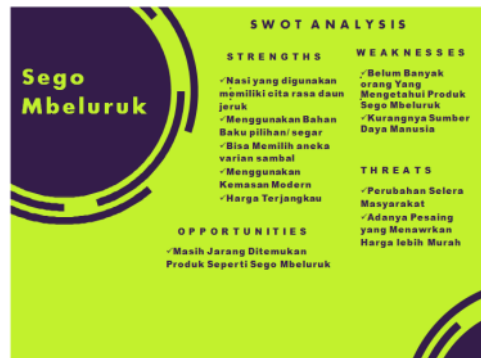 SWOT ANALYSIS
Sego
Mbeluruk
STRENGTHS
✓Nasi yang digunakan
memiliki cita rasa daun
jeruk
✓Menggunakan Bahan
Baku pilihan/ segar
✓Bisa Memilih aneka
varian sambal
✓Menggunakan
Kemasan Modern
✓Harga Terjangkau
WEAKNESSES
✓Belum Banyak
orang Yang
Mengetahui Produk
Sego Mbeluruk
✓Kurangnya Sumber
Daya Manusia
OPPORTUNITIES
✓Masih Jarang Ditemukan
Produk Seperti Sego Mbeluruk
THREATS
✓Perubahan Selera
Masyarakat
✓Adanya Pesaing
yang Menawrkan
Harga lebih Murah